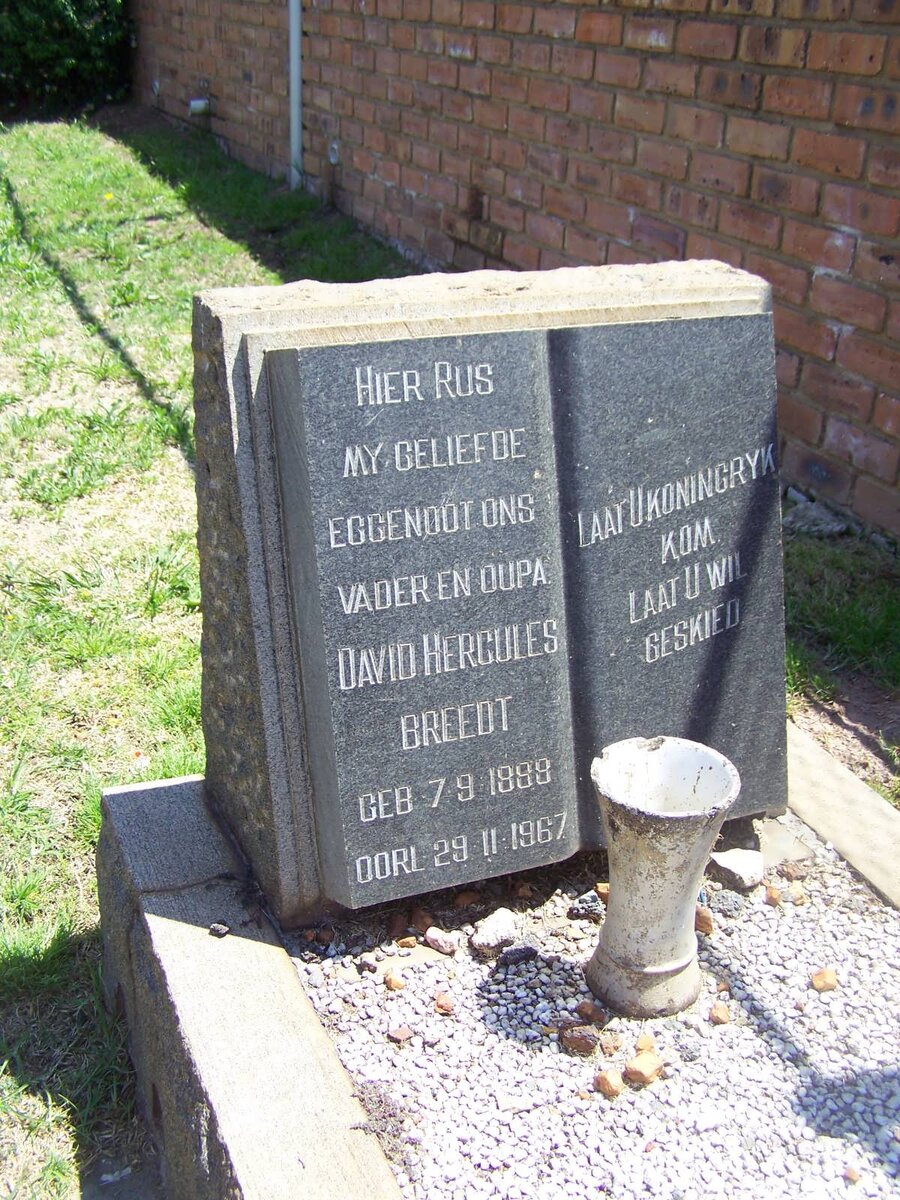 HIER RUS
MY GELIEFDE
EGGENOOT ONS
VADER EN OUPA
DAVID HERCULES
BREEDT
GEB 7 9 1888
OORL 29 11 1967
LAAT U KONINGRYK
KOM
LAAT U WIL
GESKIED